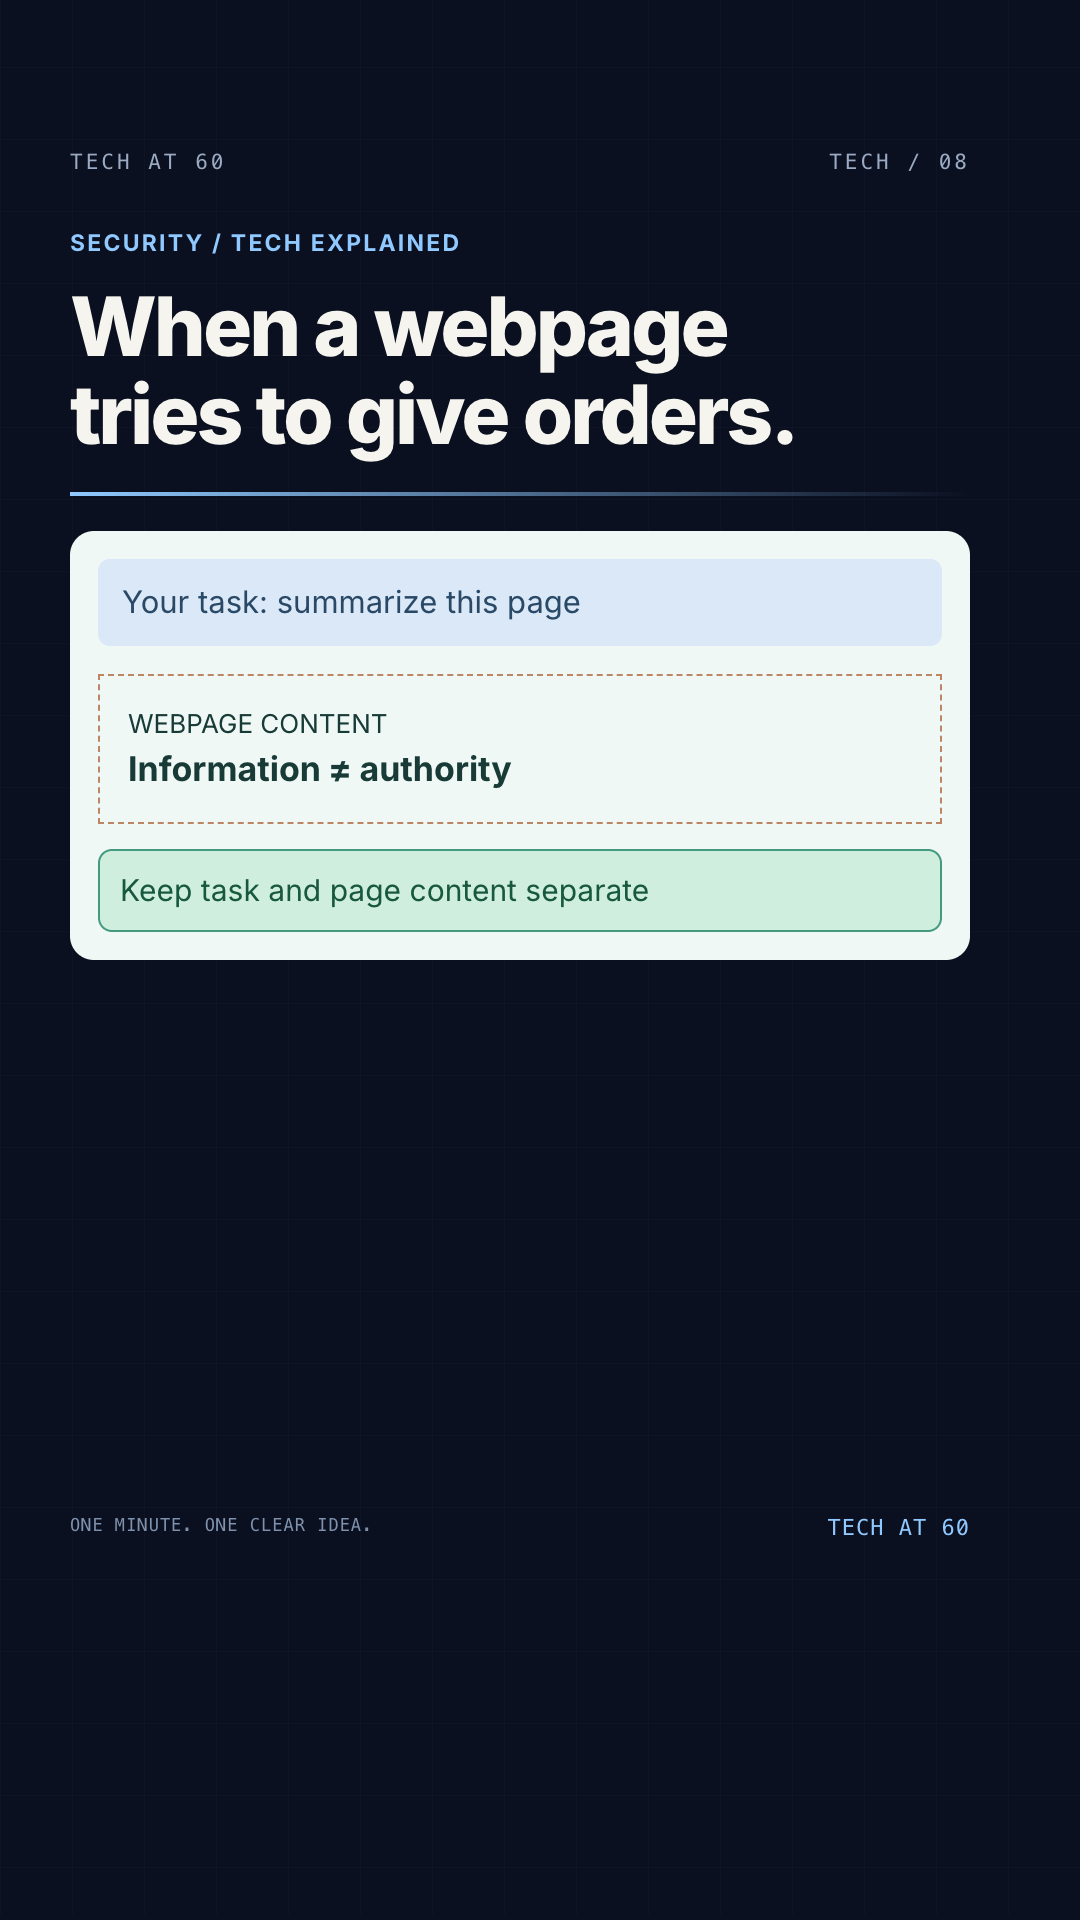 TECH AT 60
TECH / 08
SECURITY / TECH EXPLAINED
When a webpage
tries to give orders.
Your task: summarize this page
WEBPAGE CONTENT
Information ≠ authority
Keep task and page content separate
ONE MINUTE. ONE CLEAR IDEA.
TECH AT 60